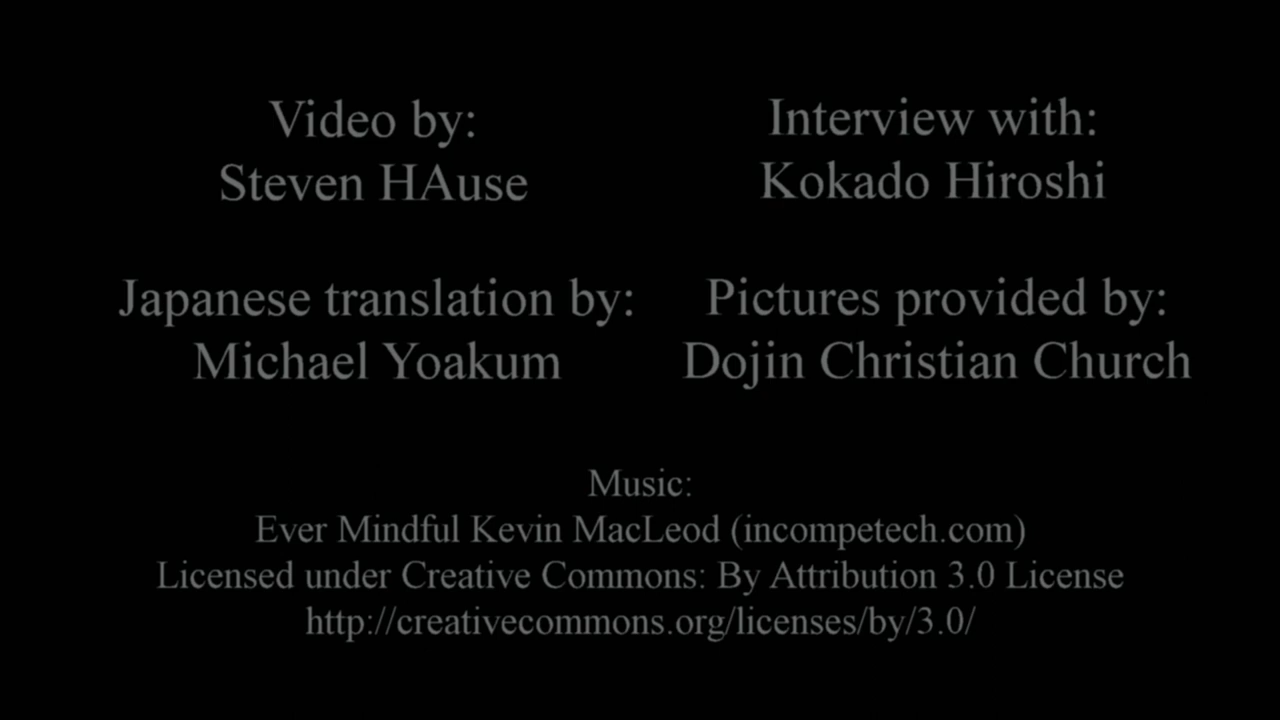 Video by:
Steven HAuse
Interview with:
Kokado Hiroshi
Japanese translation by:
Michael Yoakum
Pictures provided by:
Dojin Christian Church
Music:
Ever Mindful Kevin MacLeod (incompetech.com)
Licensed under Creative Commons: By Attribution 3.0 License
http://creativecommons.org/licenses/by/3.0/